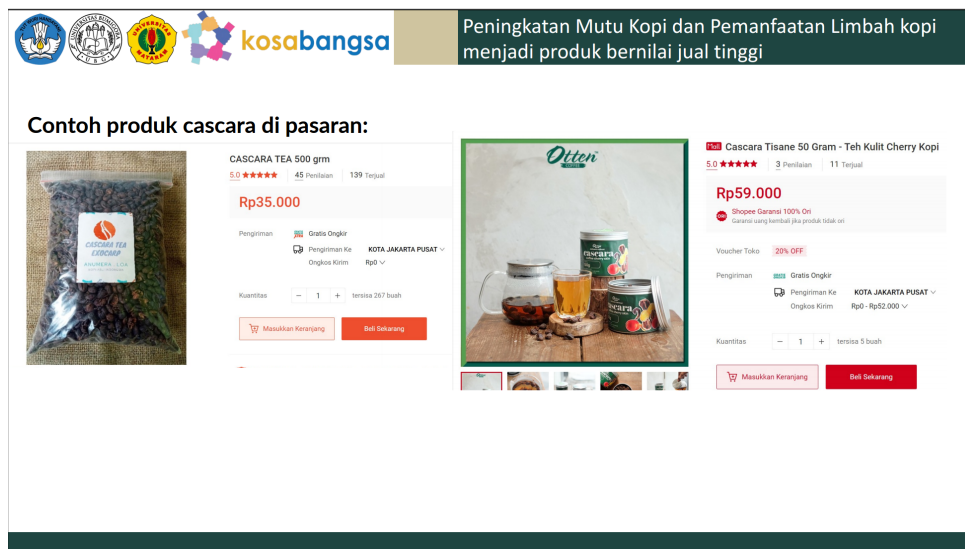 kosabangsa
Peningkatan Mutu Kopi dan Pemanfaatan Limbah kopi
menjadi produk bernilai jual tinggi
Contoh produk cascara di pasaran:
CASCARA TEA
EXOCARP
CASCARA TEA 500 grm
5.0 ★★★★★ 45 Penilaian 139 Terjual
Rp35.000
Pengiriman Gratis Ongkir
Pengiriman Ke KOTA JAKARTA PUSAT
Ongkos Kirim Rp0
Kuantitas − 1 + tersisa 267 buah
Masukkan Keranjang Beli Sekarang
Otten
COFFEE
cascara
Mall Cascara Tisane 50 Gram - Teh Kulit Cherry Kopi
5.0 ★★★★★ 3 Penilaian 11 Terjual
Rp59.000
Shopee Garansi 100% Ori
Garansi uang kembali jika produk tidak ori
Voucher Toko 20% OFF
Pengiriman Gratis Ongkir
Pengiriman Ke KOTA JAKARTA PUSAT
Ongkos Kirim Rp0 - Rp52.000
Kuantitas − 1 + tersisa 5 buah
Masukkan Keranjang Beli Sekarang